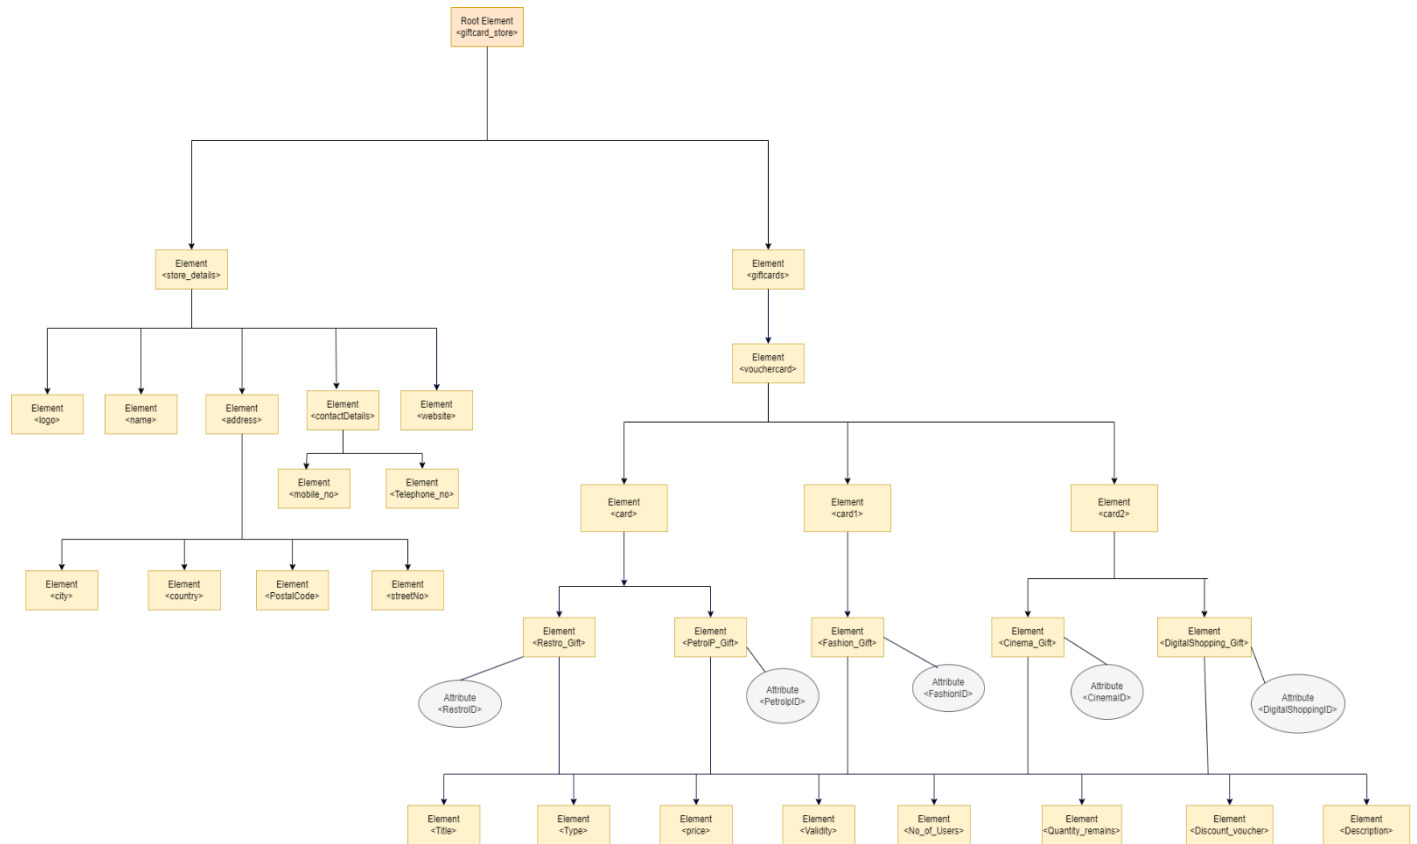 Root Element
<giftcard_store>
Element
<store_details>
Element
<giftcards>
Element
<vouchercard>
Element
<logo>
Element
<name>
Element
<address>
Element
<contactDetails>
Element
<website>
Element
<mobile_no>
Element
<Telephone_no>
Element
<card>
Element
<card1>
Element
<card2>
Element
<city>
Element
<country>
Element
<PostalCode>
Element
<streetNo>
Element
<Restro_Gift>
Element
<PetrolP_Gift>
Element
<Fashion_Gift>
Element
<Cinema_Gift>
Element
<DigitalShopping_Gift>
Attribute
<RestroID>
Attribute
<PetrolpID>
Attribute
<FashionID>
Attribute
<CinemaID>
Attribute
<DigitalShoppingID>
Element
<Title>
Element
<Type>
Element
<price>
Element
<Validity>
Element
<No_of_Users>
Element
<Quantity_remains>
Element
<Discount_voucher>
Element
<Description>